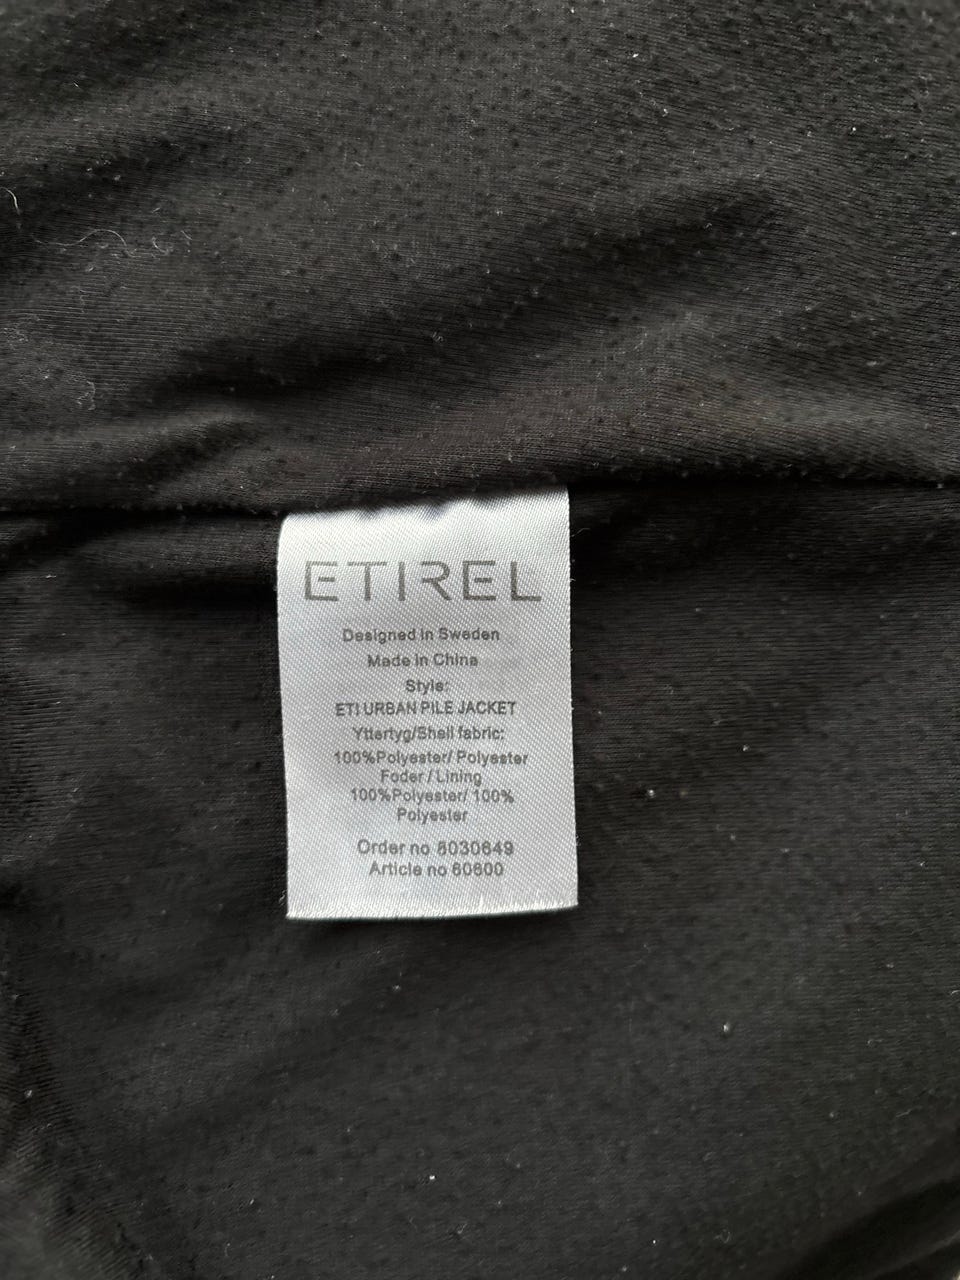 ETIREL
Designed in Sweden
Made in China
Style:
ETI URBAN PILE JACKET
Yttertyg/Shell fabric:
100%Polyester/ Polyester
Foder / Lining
100%Polyester/ 100%
Polyester
Order no 8030649
Article no 60600